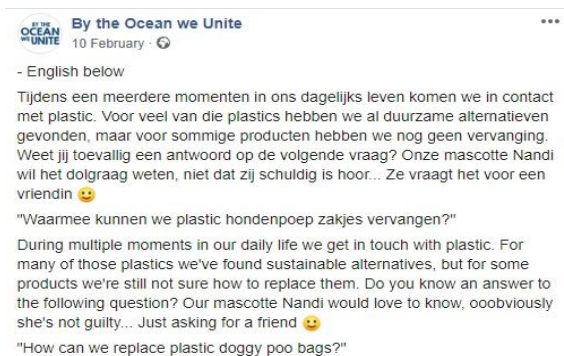 BY THE
OCEAN
WE UNITE
By the Ocean we Unite
10 February ·
- English below
Tijdens een meerdere momenten in ons dagelijks leven komen we in contact
met plastic. Voor veel van die plastics hebben we al duurzame alternatieven
gevonden, maar voor sommige producten hebben we nog geen vervanging.
Weet jij toevallig een antwoord op de volgende vraag? Onze mascotte Nandi
wil het dolgraag weten, niet dat zij schuldig is hoor... Ze vraagt het voor een
vriendin 🙂
"Waarmee kunnen we plastic hondenpoep zakjes vervangen?"
During multiple moments in our daily life we get in touch with plastic. For
many of those plastics we've found sustainable alternatives, but for some
products we're still not sure how to replace them. Do you know an answer to
the following question? Our mascotte Nandi would love to know, ooobviously
she's not guilty... Just asking for a friend 🙂
"How can we replace plastic doggy poo bags?"